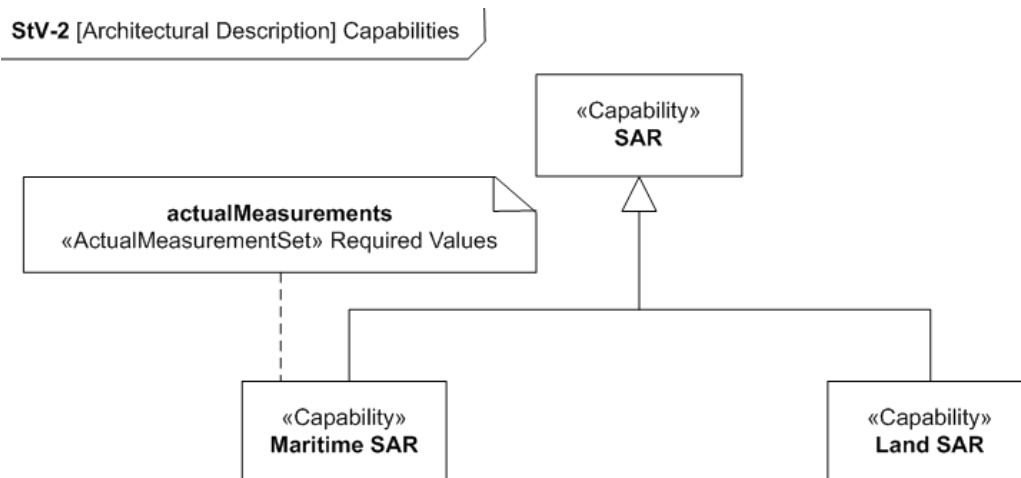 StV-2 [Architectural Description] Capabilities
«Capability»
SAR
actualMeasurements
«ActualMeasurementSet» Required Values
«Capability»
Maritime SAR
«Capability»
Land SAR